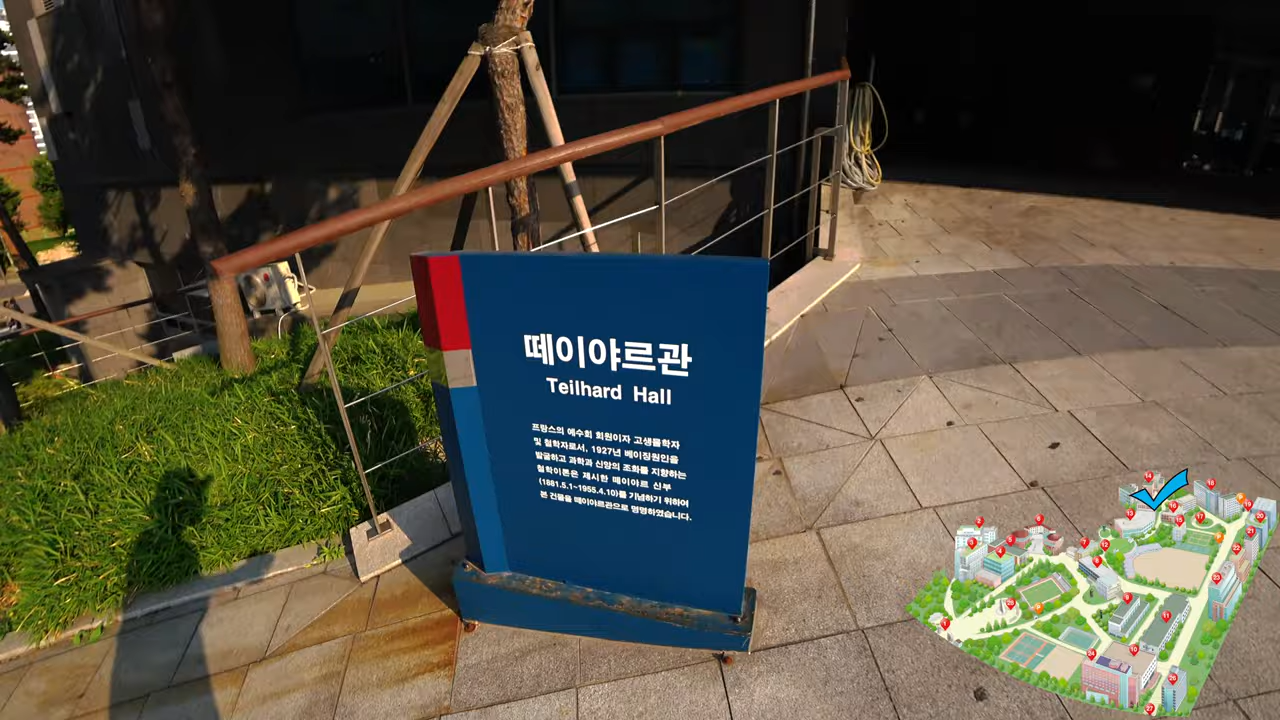 떼이야르관
Teilhard Hall
프랑스의 예수회 회원이자 고생물학자
및 철학자로서, 1927년 베이징원인을
발굴하고 과학과 신앙의 조화를 지향하는
철학이론은 제시한 떼이야르 신부
(1881.5.1~1955.4.10)를 기념하기 위하여
본 건물을 떼이야르관으로 명명하였습니다.